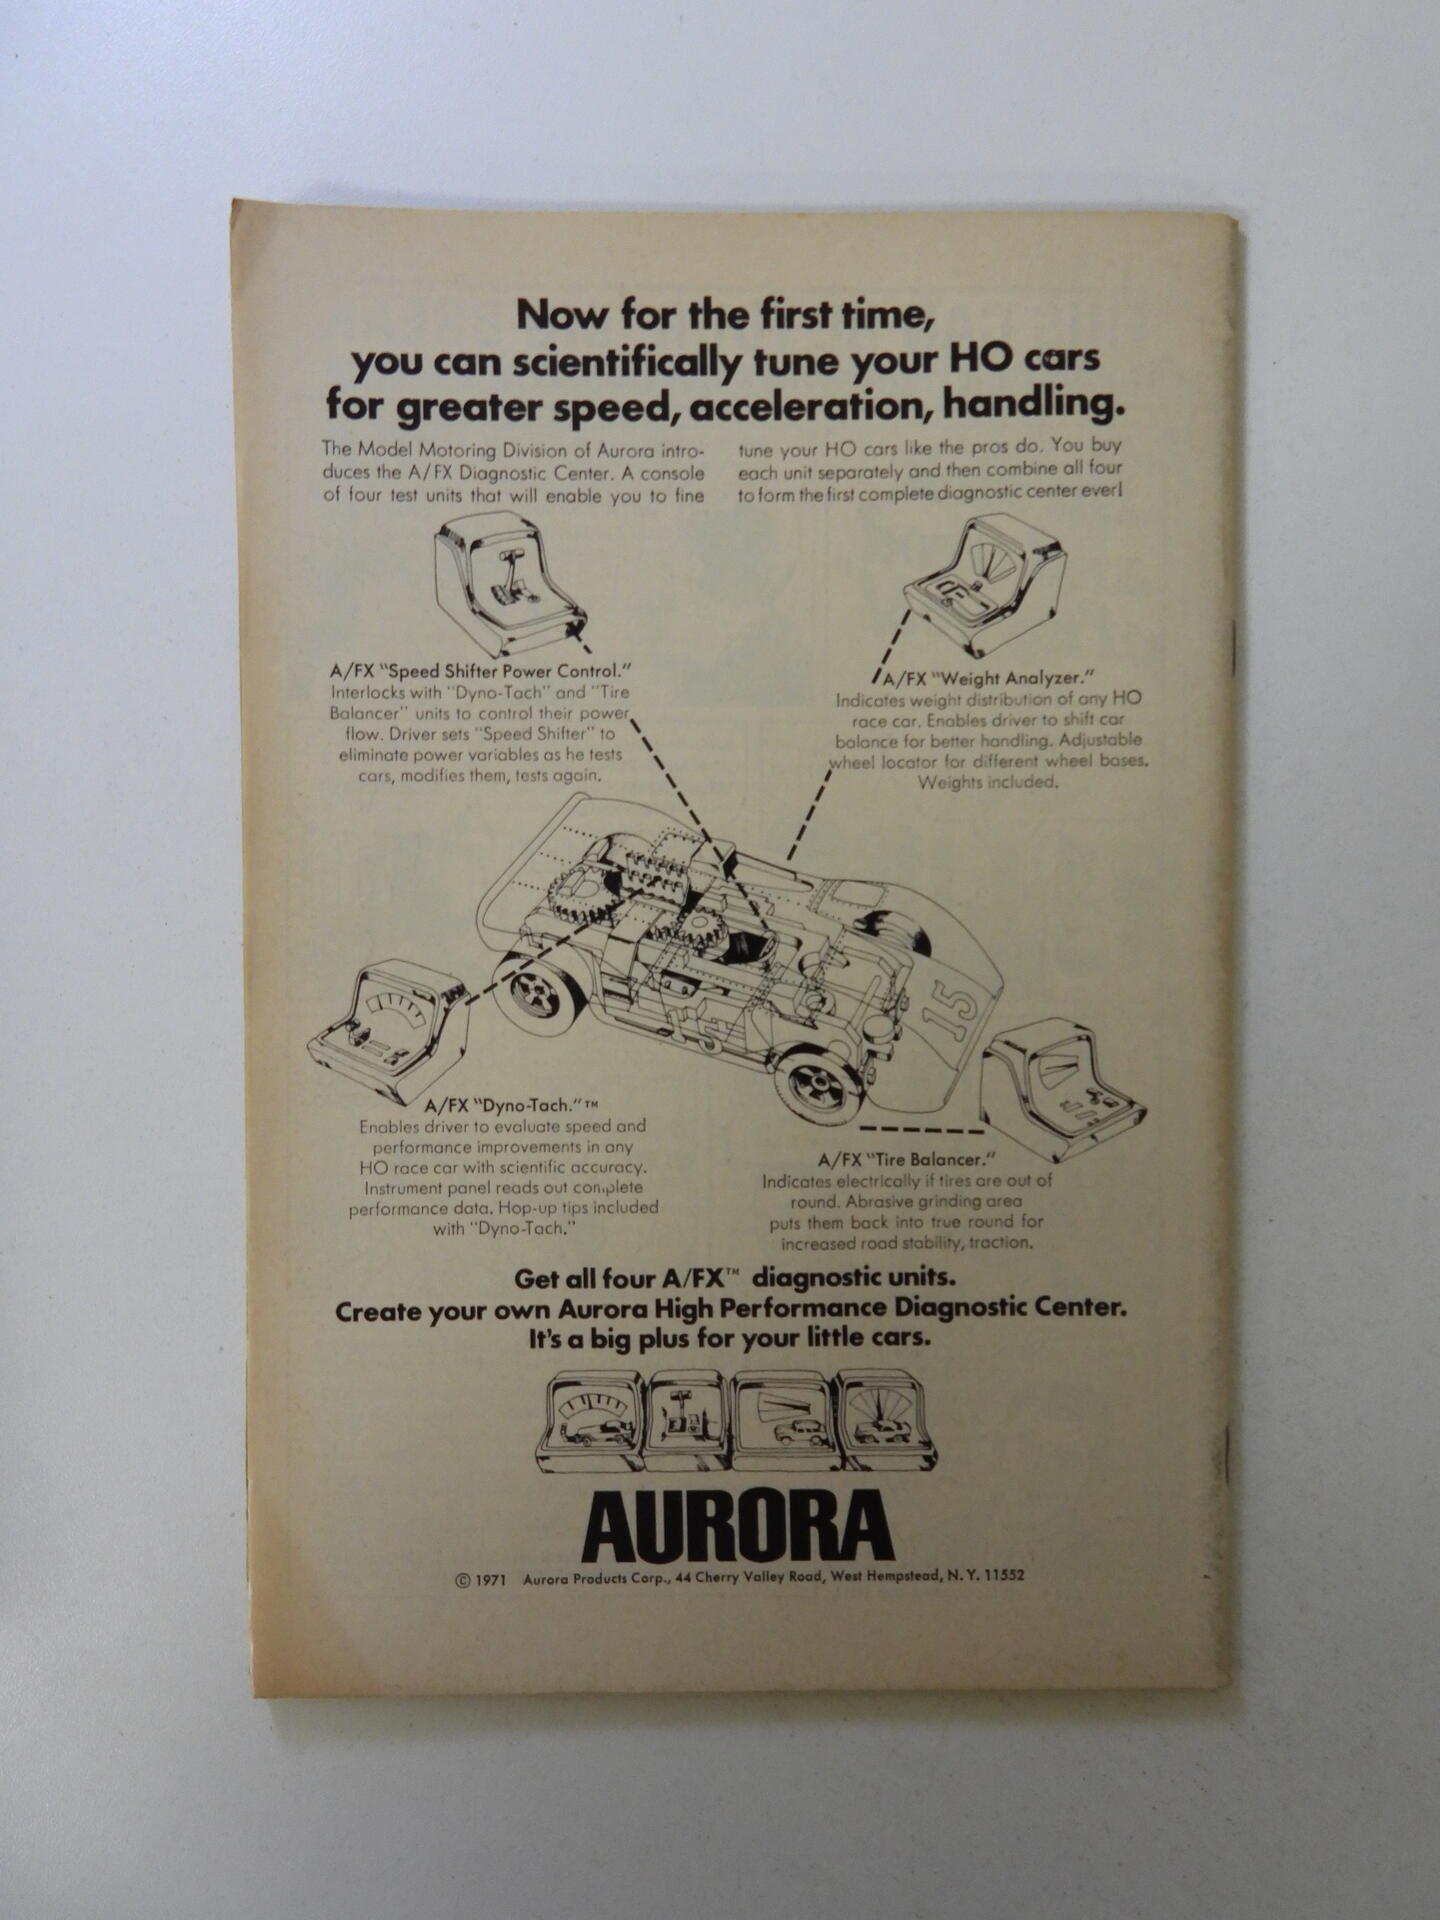 Now for the first time,
you can scientifically tune your HO cars
for greater speed, acceleration, handling.
The Model Motoring Division of Aurora intro-
duces the A/FX Diagnostic Center. A console
of four test units that will enable you to fine
tune your HO cars like the pros do. You buy
each unit separately and then combine all four
to form the first complete diagnostic center ever!
A/FX "Speed Shifter Power Control."
Interlocks with "Dyno-Tach" and "Tire
Balancer" units to control their power
flow. Driver sets "Speed Shifter" to
eliminate power variables as he tests
cars, modifies them, tests again.
A/FX "Weight Analyzer."
Indicates weight distribution of any HO
race car. Enables driver to shift car
balance for better handling. Adjustable
wheel locator for different wheel bases.
Weights included.
15
15
A/FX "Dyno-Tach."™
Enables driver to evaluate speed and
performance improvements in any
HO race car with scientific accuracy.
Instrument panel reads out complete
performance data. Hop-up tips included
with "Dyno-Tach."
A/FX "Tire Balancer."
Indicates electrically if tires are out of
round. Abrasive grinding area
puts them back into true round for
increased road stability, traction.
Get all four A/FX™ diagnostic units.
Create your own Aurora High Performance Diagnostic Center.
It's a big plus for your little cars.
AURORA
© 1971 Aurora Products Corp., 44 Cherry Valley Road, West Hempstead, N.Y. 11552